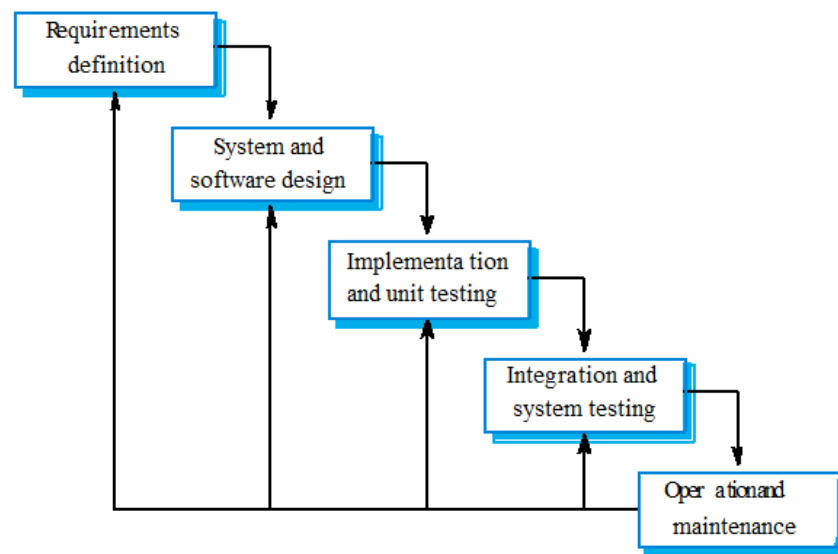 Requirements
definition
System and
software design
Implementa tion
and unit testing
Integration and
system testing
Oper ationand
maintenance